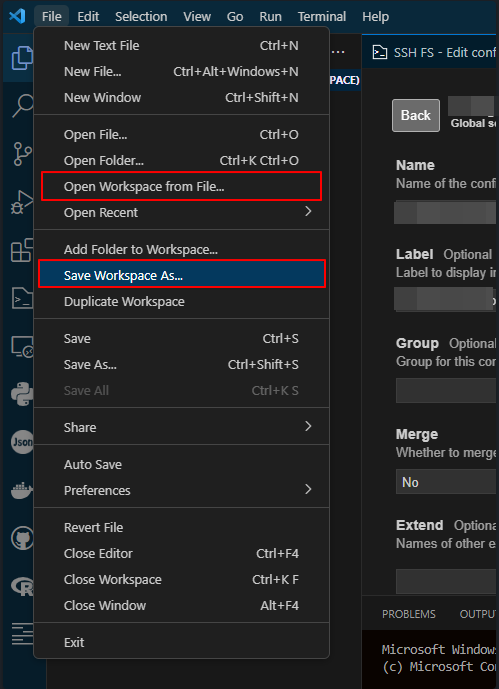 File Edit Selection View Go Run Terminal Help
New Text File Ctrl+N
New File... Ctrl+Alt+Windows+N
New Window Ctrl+Shift+N
Open File... Ctrl+O
Open Folder... Ctrl+K Ctrl+O
Open Workspace from File...
Open Recent
Add Folder to Workspace...
Save Workspace As...
Duplicate Workspace
Save Ctrl+S
Save As... Ctrl+Shift+S
Save All Ctrl+K S
Share
Auto Save
Preferences
Revert File
Close Editor Ctrl+F4
Close Workspace Ctrl+K F
Close Window Alt+F4
Exit
Json
R
...
PACE)
SSH FS - Edit conf
Back
Global se
Name
Name of the conf
Label Optional
Label to display in
Group Optional
Group for this con
Merge
Whether to merge
No
Extend Optiona
Names of other e
PROBLEMS OUTPU
Microsoft Window
(c) Microsoft Cor